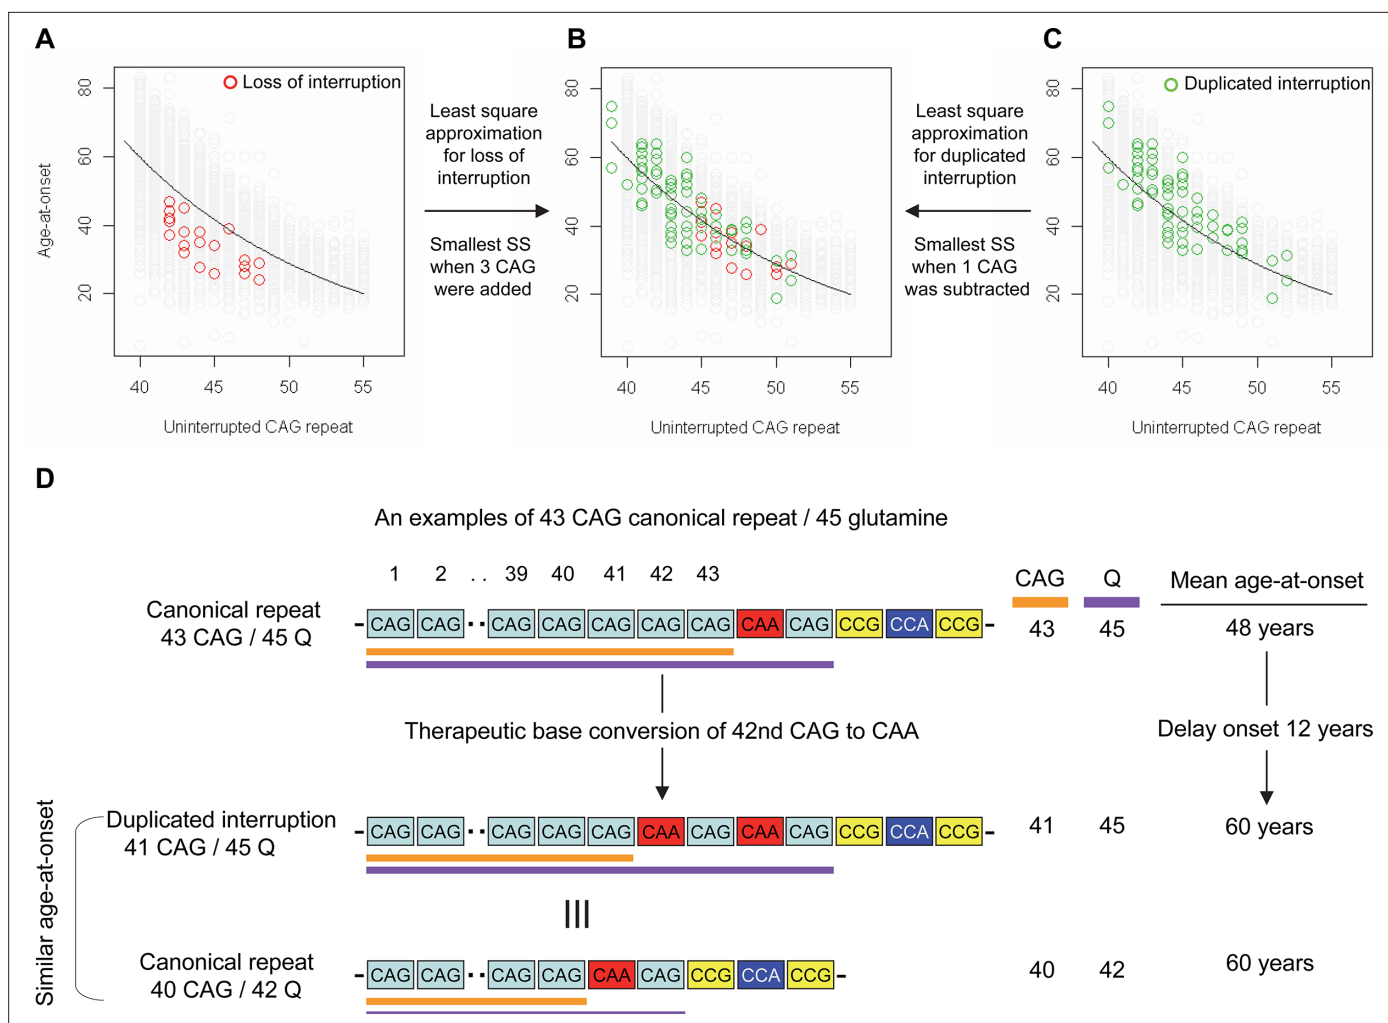 A
B
C
Loss of interruption
Duplicated interruption
Age-at-onset
80
60
40
20
40 45 50 55
Uninterrupted CAG repeat
Least square
approximation
for loss of
interruption
Smallest SS
when 3 CAG
were added
80
60
40
20
40 45 50 55
Uninterrupted CAG repeat
Least square
approximation
for duplicated
interruption
Smallest SS
when 1 CAG
was subtracted
80
60
40
20
40 45 50 55
Uninterrupted CAG repeat
D
An examples of 43 CAG canonical repeat / 45 glutamine
1 2 .. 39 40 41 42 43
CAG Q Mean age-at-onset
Canonical repeat
43 CAG / 45 Q
-CAG CAG ·· CAG CAG CAG CAG CAG CAA CAG CCG CCA CCG-
43 45 48 years
Therapeutic base conversion of 42nd CAG to CAA
Delay onset 12 years
Similar age-at-onset
Duplicated interruption
41 CAG / 45 Q
-CAG CAG ·· CAG CAG CAG CAA CAG CAA CAG CCG CCA CCG-
41 45 60 years
Canonical repeat
40 CAG / 42 Q
-CAG CAG ·· CAG CAG CAA CAG CCG CCA CCG-
40 42 60 years